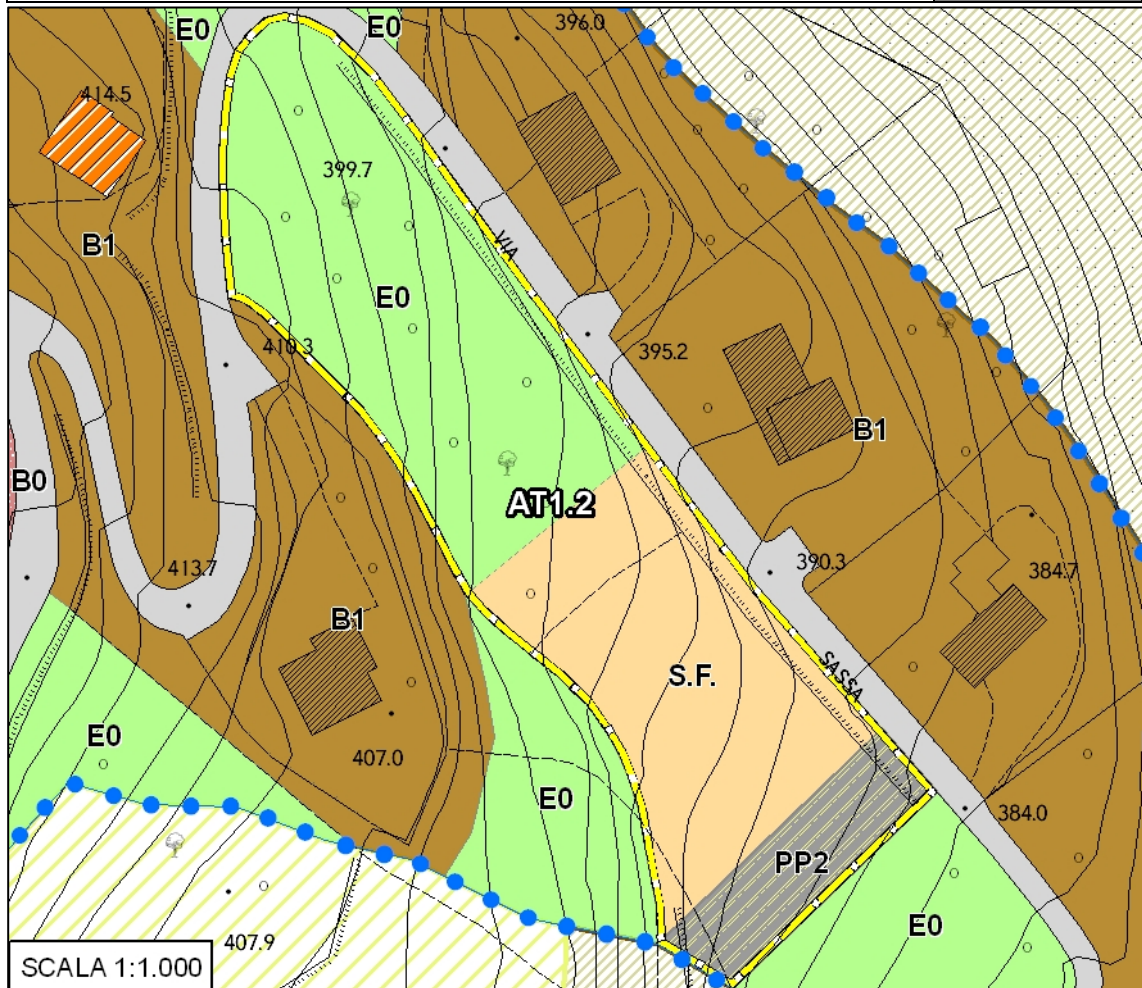 E0
E0
396.0
414.5
399.7
B1
VIA
E0
410.3
395.2
B1
B0
AT1.2
413.7
390.3
384.7
B1
S.F.
SASSA
E0
407.0
E0
384.0
PP2
E0
407.9
SCALA 1:1.000